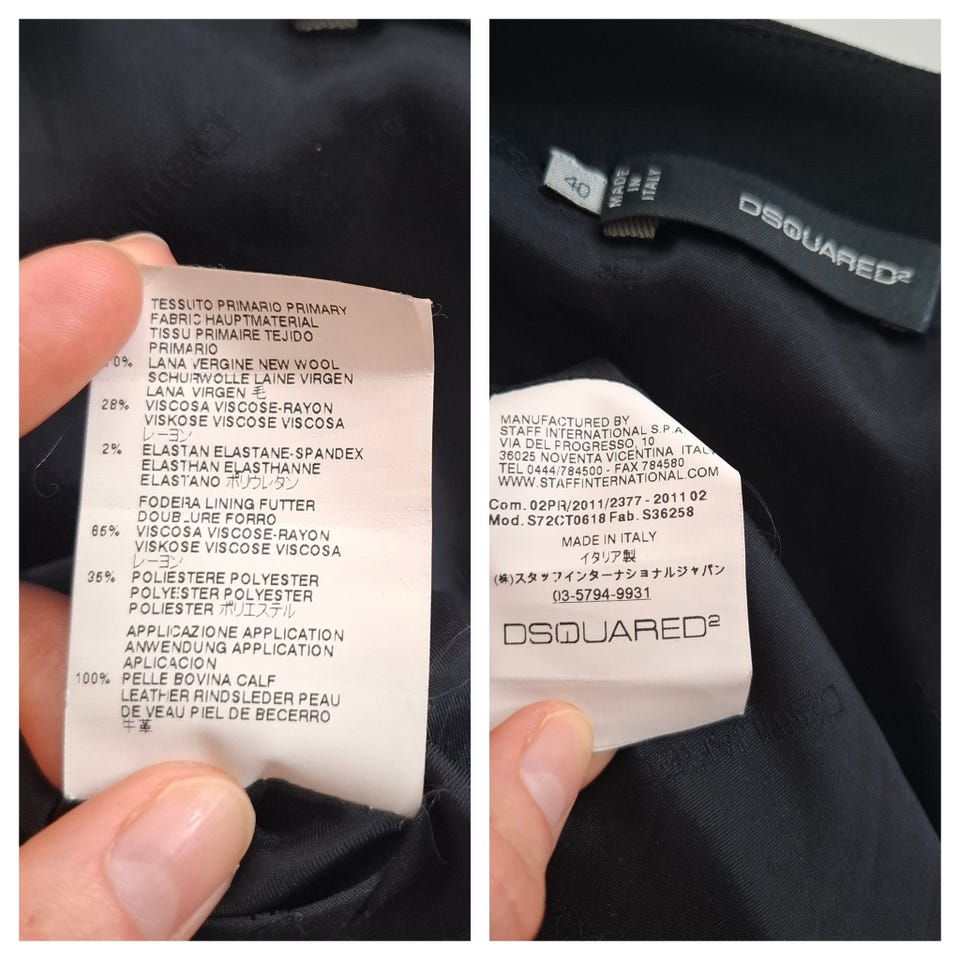 TESSUTO PRIMARIO PRIMARY
FABRIC HAUPTMATERIAL
TISSU PRIMAIRE TEJIDO
PRIMARIO
70% LANA VERGINE NEW WOOL
SCHURWOLLE LAINE VIRGEN
LANA VIRGEN 毛
28% VISCOSA VISCOSE-RAYON
VISKOSE VISCOSE VISCOSA
レーヨン
2% ELASTAN ELASTANE-SPANDEX
ELASTHAN ELASTHANNE
ELASTANO ポリウレタン
FODERA LINING FUTTER
DOUBLURE FORRO
65% VISCOSA VISCOSE-RAYON
VISKOSE VISCOSE VISCOSA
レーヨン
35% POLIESTERE POLYESTER
POLYESTER POLYESTER
POLIESTER ポリエステル
APPLICAZIONE APPLICATION
ANWENDUNG APPLICATION
APLICACION
100% PELLE BOVINA CALF
LEATHER RINDSLEDER PEAU
DE VEAU PIEL DE BECERRO
牛革
40
MADE
IN
ITALY
DSQUARED²
MANUFACTURED BY
STAFF INTERNATIONAL S.P.A
VIA DEL PROGRESSO, 10
36025 NOVENTA VICENTINA ITALY
TEL 0444/784500 - FAX 784580
WWW.STAFFINTERNATIONAL.COM
Com. 02PR/2011/2377 - 2011 02
Mod. S72CT0618 Fab. S36258
MADE IN ITALY
イタリア製
(株)スタッフインターナショナルジャパン
03-5794-9931
DSQUARED²